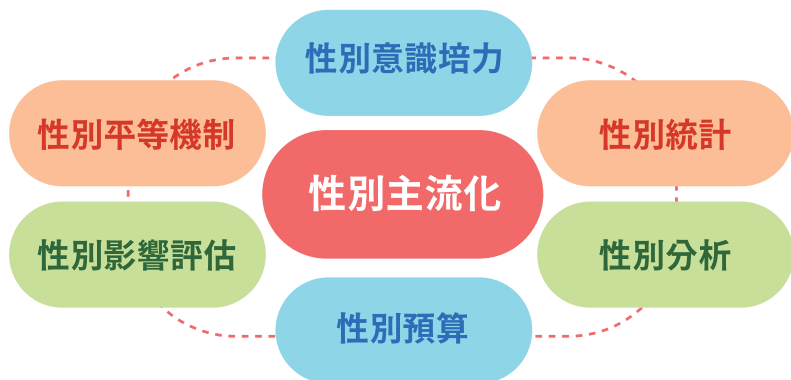 性別意識培力
性別平等機制
性別統計
性別主流化
性別影響評估
性別分析
性別預算